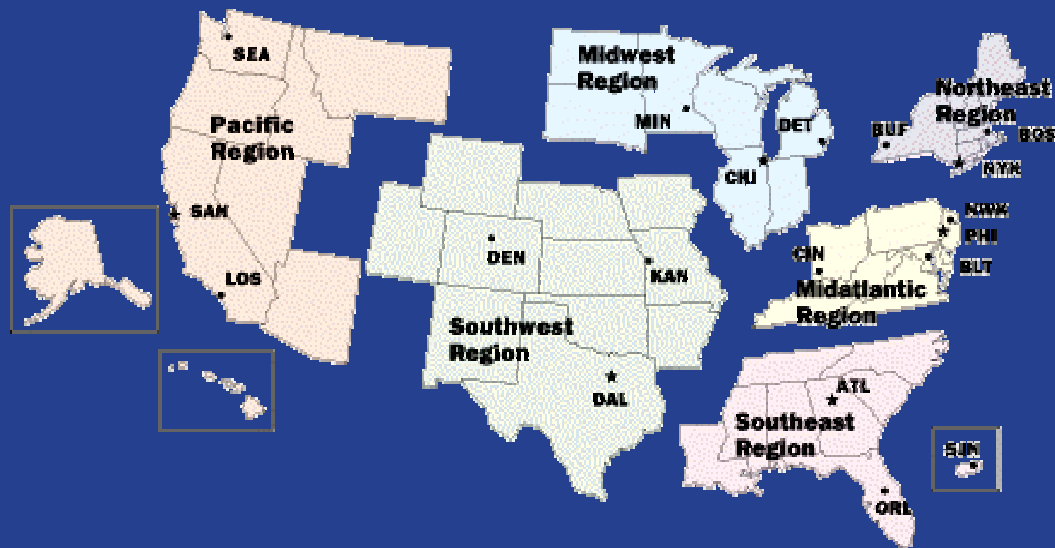 SEA
Pacific
Region
SAN
LOS
Midwest
Region
MIN
DET
CHI
Northeast
Region
BUF
BOS
NYK
DEN
KAN
Southwest
Region
DAL
NWK
PHI
CIN
BLT
Midatlantic
Region
ATL
Southeast
Region
SJN
ORL